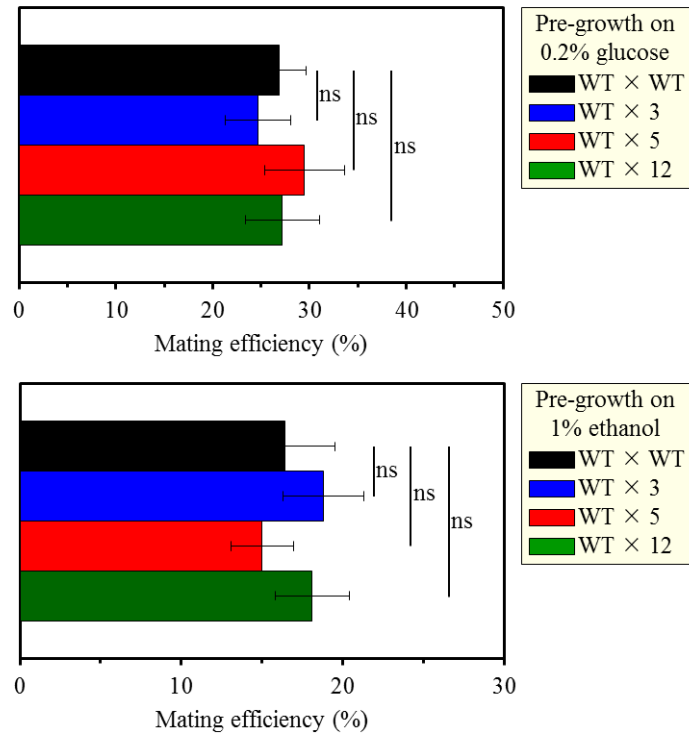 Pre-growth on
0.2% glucose
WT × WT
WT × 3
WT × 5
WT × 12
ns
ns
ns
0 10 20 30 40 50
Mating efficiency (%)
Pre-growth on
1% ethanol
WT × WT
WT × 3
WT × 5
WT × 12
ns
ns
ns
0 10 20 30
Mating efficiency (%)